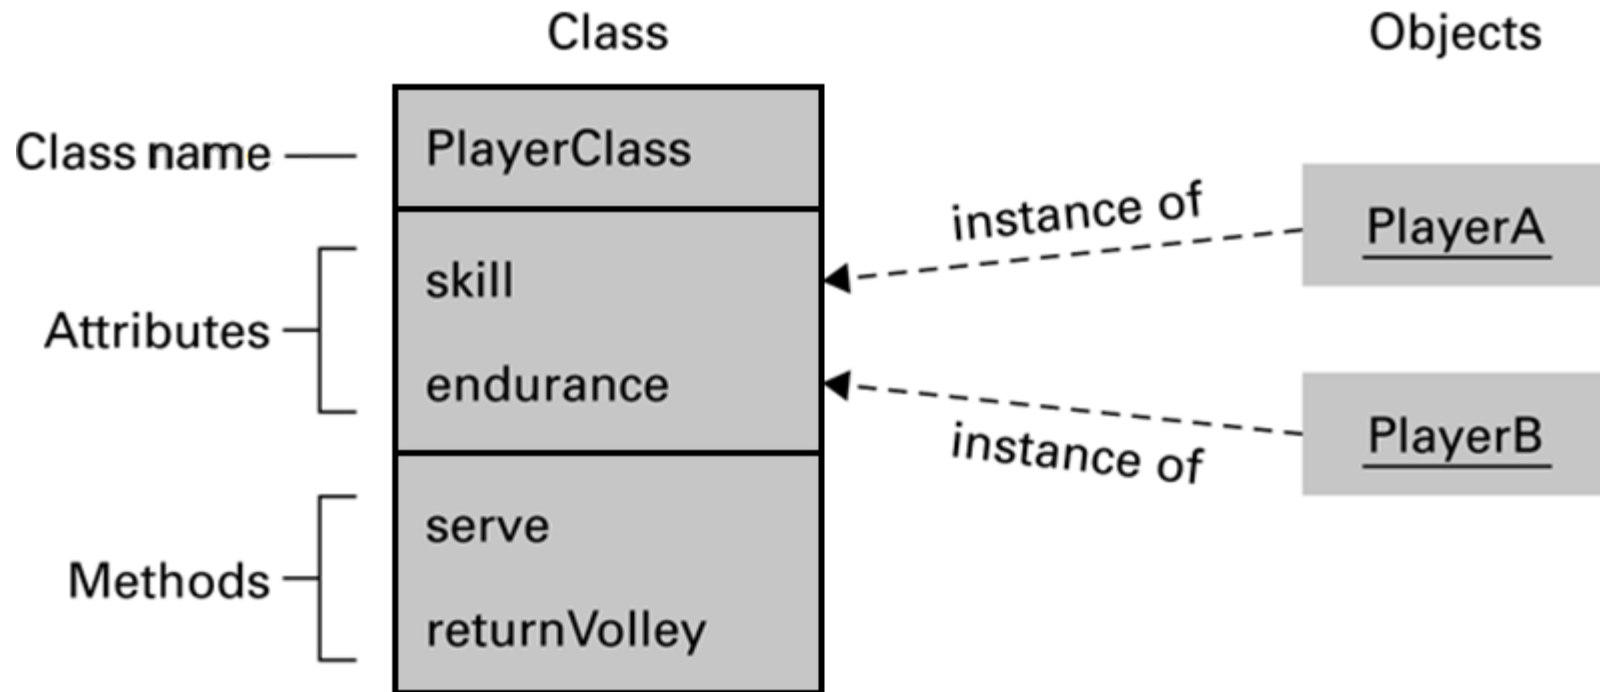 Class
Objects
Class name
PlayerClass
Attributes
skill
endurance
Methods
serve
returnVolley
instance of
PlayerA
instance of
PlayerB